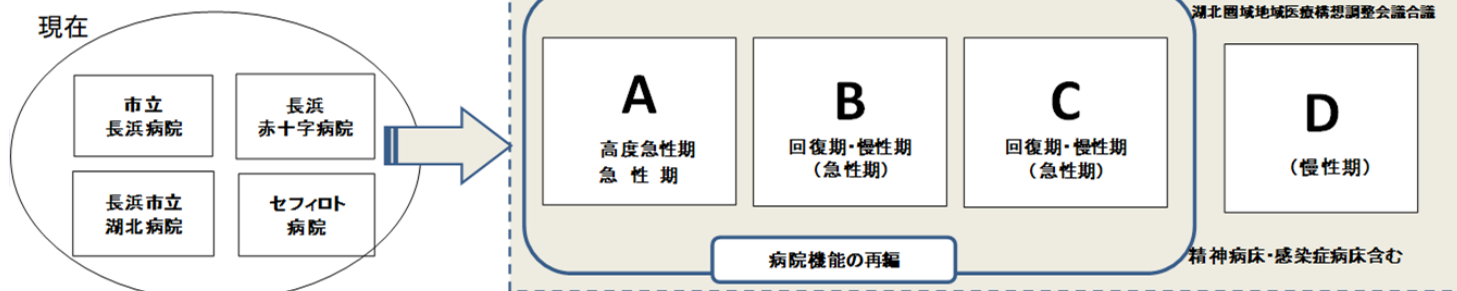 現在
市立
長浜病院
長浜
赤十字病院
長浜市立
湖北病院
セフィロト
病院
湖北圏域地域医療構想調整会議合議
A
高度急性期
急性期
B
回復期・慢性期
(急性期)
C
回復期・慢性期
(急性期)
D
(慢性期)
病院機能の再編
精神病床・感染症病床含む